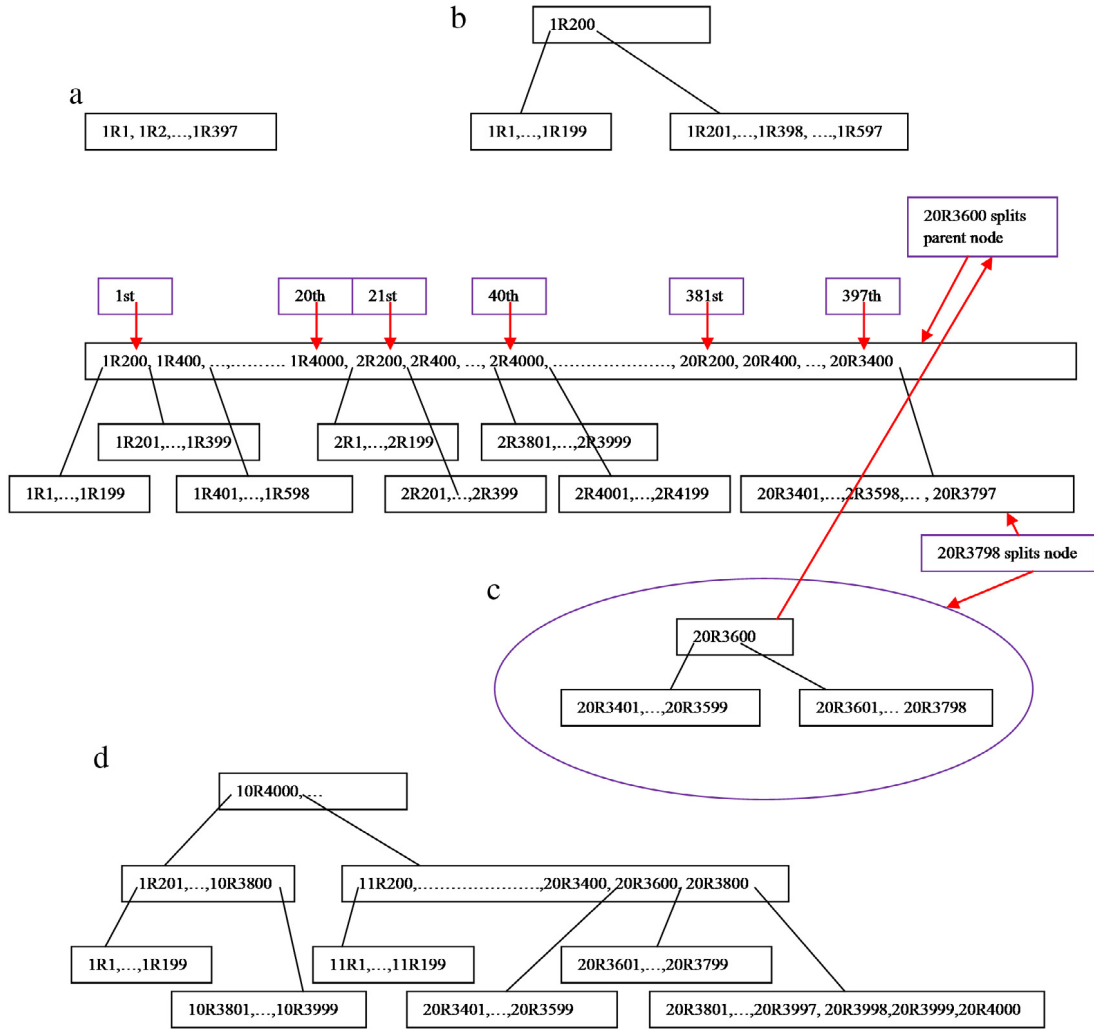 b
1R200
a
1R1, 1R2,…,1R397
1R1,…,1R199
1R201,…,1R398, ….,1R597
20R3600 splits
parent node
1st
20th
21st
40th
381st
397th
1R200, 1R400, …,……… 1R4000, 2R200, 2R400, …, 2R4000, …………………, 20R200, 20R400, …, 20R3400
1R201,…,1R399
2R1,…,2R199
2R3801,…,2R3999
1R1,…,1R199
1R401,…,1R598
2R201,…,2R399
2R4001,…,2R4199
20R3401,…,2R3598,… , 20R3797
20R3798 splits node
c
20R3600
20R3401,…,20R3599
20R3601,… 20R3798
d
10R4000,…
1R201,…,10R3800
11R200,……………………,20R3400, 20R3600, 20R3800
1R1,…,1R199
11R1,…,11R199
20R3601,…,20R3799
10R3801,…,10R3999
20R3401,…,20R3599
20R3801,…,20R3997, 20R3998,20R3999,20R4000